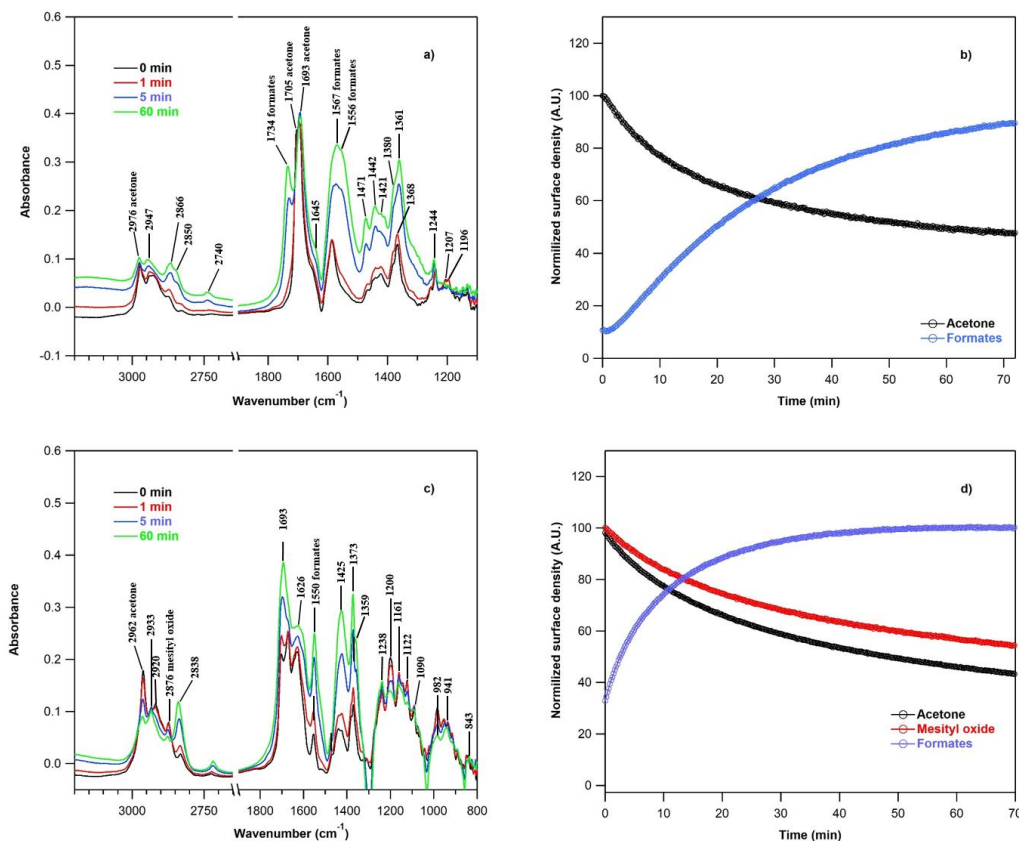 0.6
0.5
0.4
0.3
0.2
0.1
0.0
-0.1
Absorbance
0 min
1 min
5 min
60 min
a)
2976 acetone
2947
2866
2850
2740
1734 formates
1705 acetone
1693 acetone
1645
1567 formates
1556 formates
1471
1442
1421
1380
1361
1368
1244
1207
1196
3000 2750 1800 1600 1400 1200
Wavenumber (cm-1)
120
100
80
60
40
20
0
Normilized surface density (A.U.)
b)
Acetone
Formates
0 10 20 30 40 50 60 70
Time (min)
0.6
0.5
0.4
0.3
0.2
0.1
0.0
Absorbance
0 min
1 min
5 min
60 min
c)
2962 acetone
2933
2920
2876 mesityl oxide
2838
1693
1626
1550 formates
1425
1373
1359
1238
1200
1161
1122
1090
982
941
843
3000 2750 1800 1600 1400 1200 1000 800
Wavenumber (cm-1)
120
100
80
60
40
20
0
Normilized surface density (A.U.)
d)
Acetone
Mesityl oxide
Formates
0 10 20 30 40 50 60 70
Time (min)